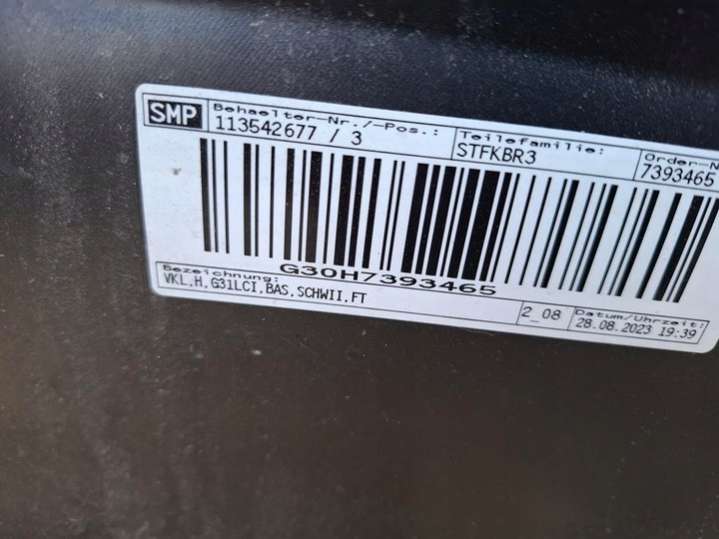 SMP
Behaelter-Nr./-Pos.:
113542677 / 3
Teilefamilie:
STFKBR3
Order-N
7393465
G30H7393465
Bezeichnung:
VKL.H.G31LCI.BAS.SCHWII.FT
2_08
Datum/Uhrzeit:
28.08.2023 19:39